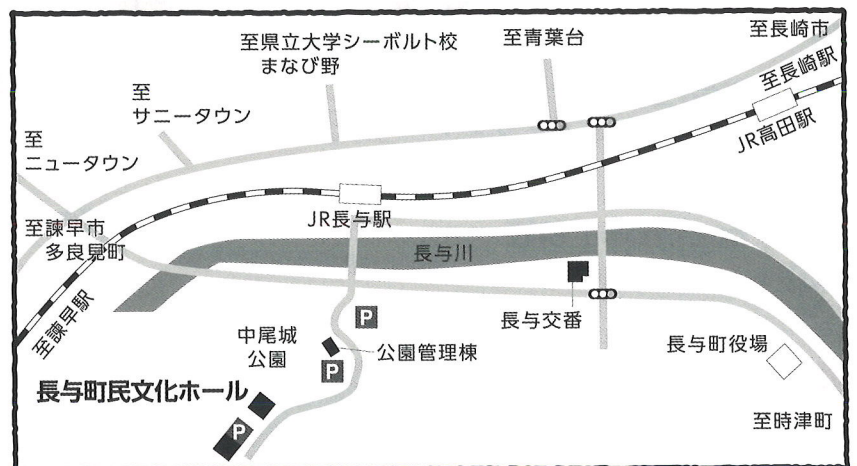 至長崎市
至県立大学シーボルト校
まなび野
至青葉台
至長崎駅
至
サニータウン
JR高田駅
至
ニュータウン
JR長与駅
至諫早市
多良見町
長与川
至諫早駅
P
長与交番
中尾城
公園
公園管理棟
長与町役場
P
長与町民文化ホール
P
至時津町